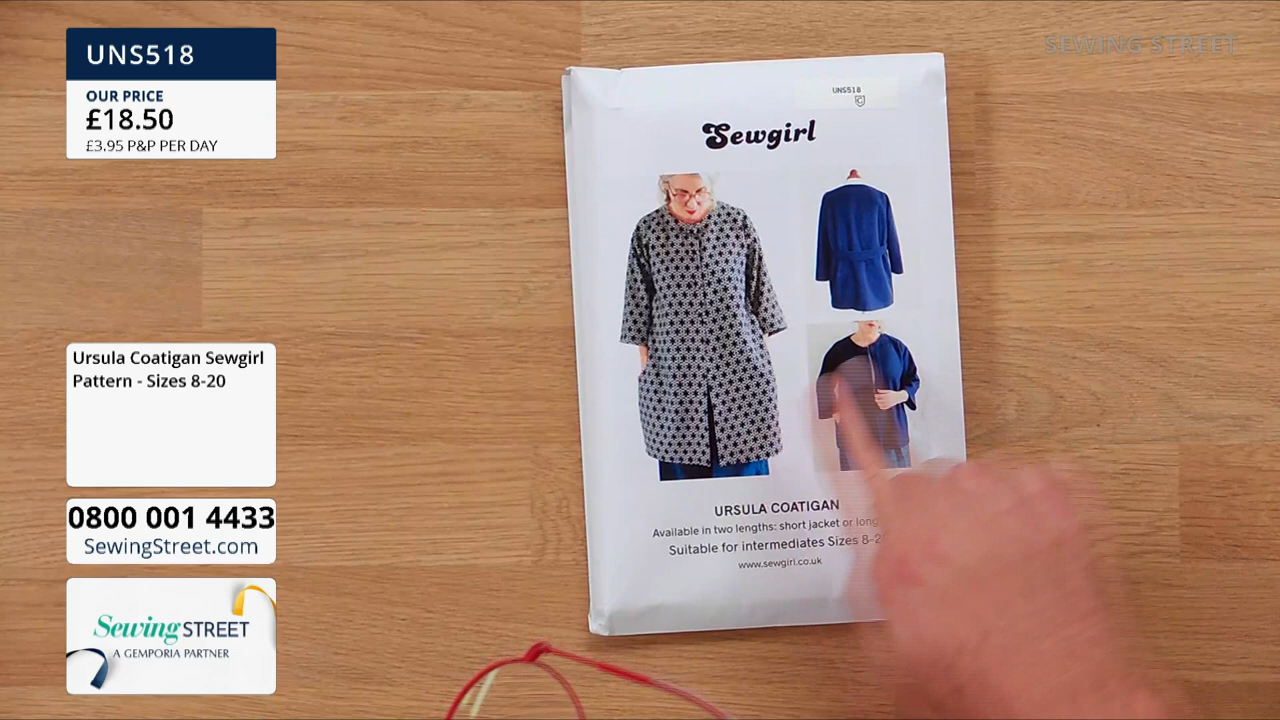 UNS518
OUR PRICE
£18.50
£3.95 P&P PER DAY
Ursula Coatigan Sewgirl
Pattern - Sizes 8-20
0800 001 4433
SewingStreet.com
Sewing STREET
A GEMPORIA PARTNER
SEWING STREET
UNS518
Sewgirl
URSULA COATIGAN
Available in two lengths: short jacket or long
Suitable for intermediates Sizes 8-2
www.sewgirl.co.uk